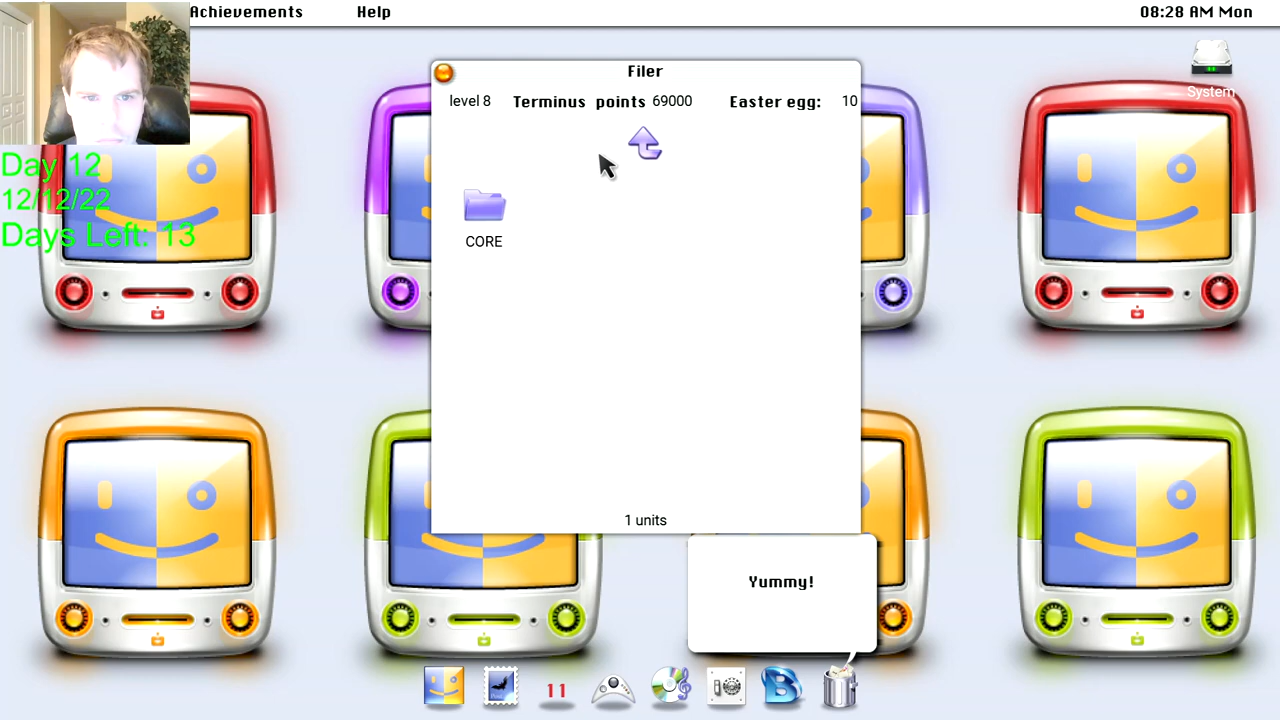 Achievements Help 08:28 AM Mon
Filer
level 8 Terminus points 69000 Easter egg: 10
System
Day 12
12/12/22
Days Left: 13
CORE
1 units
Yummy!
11
B